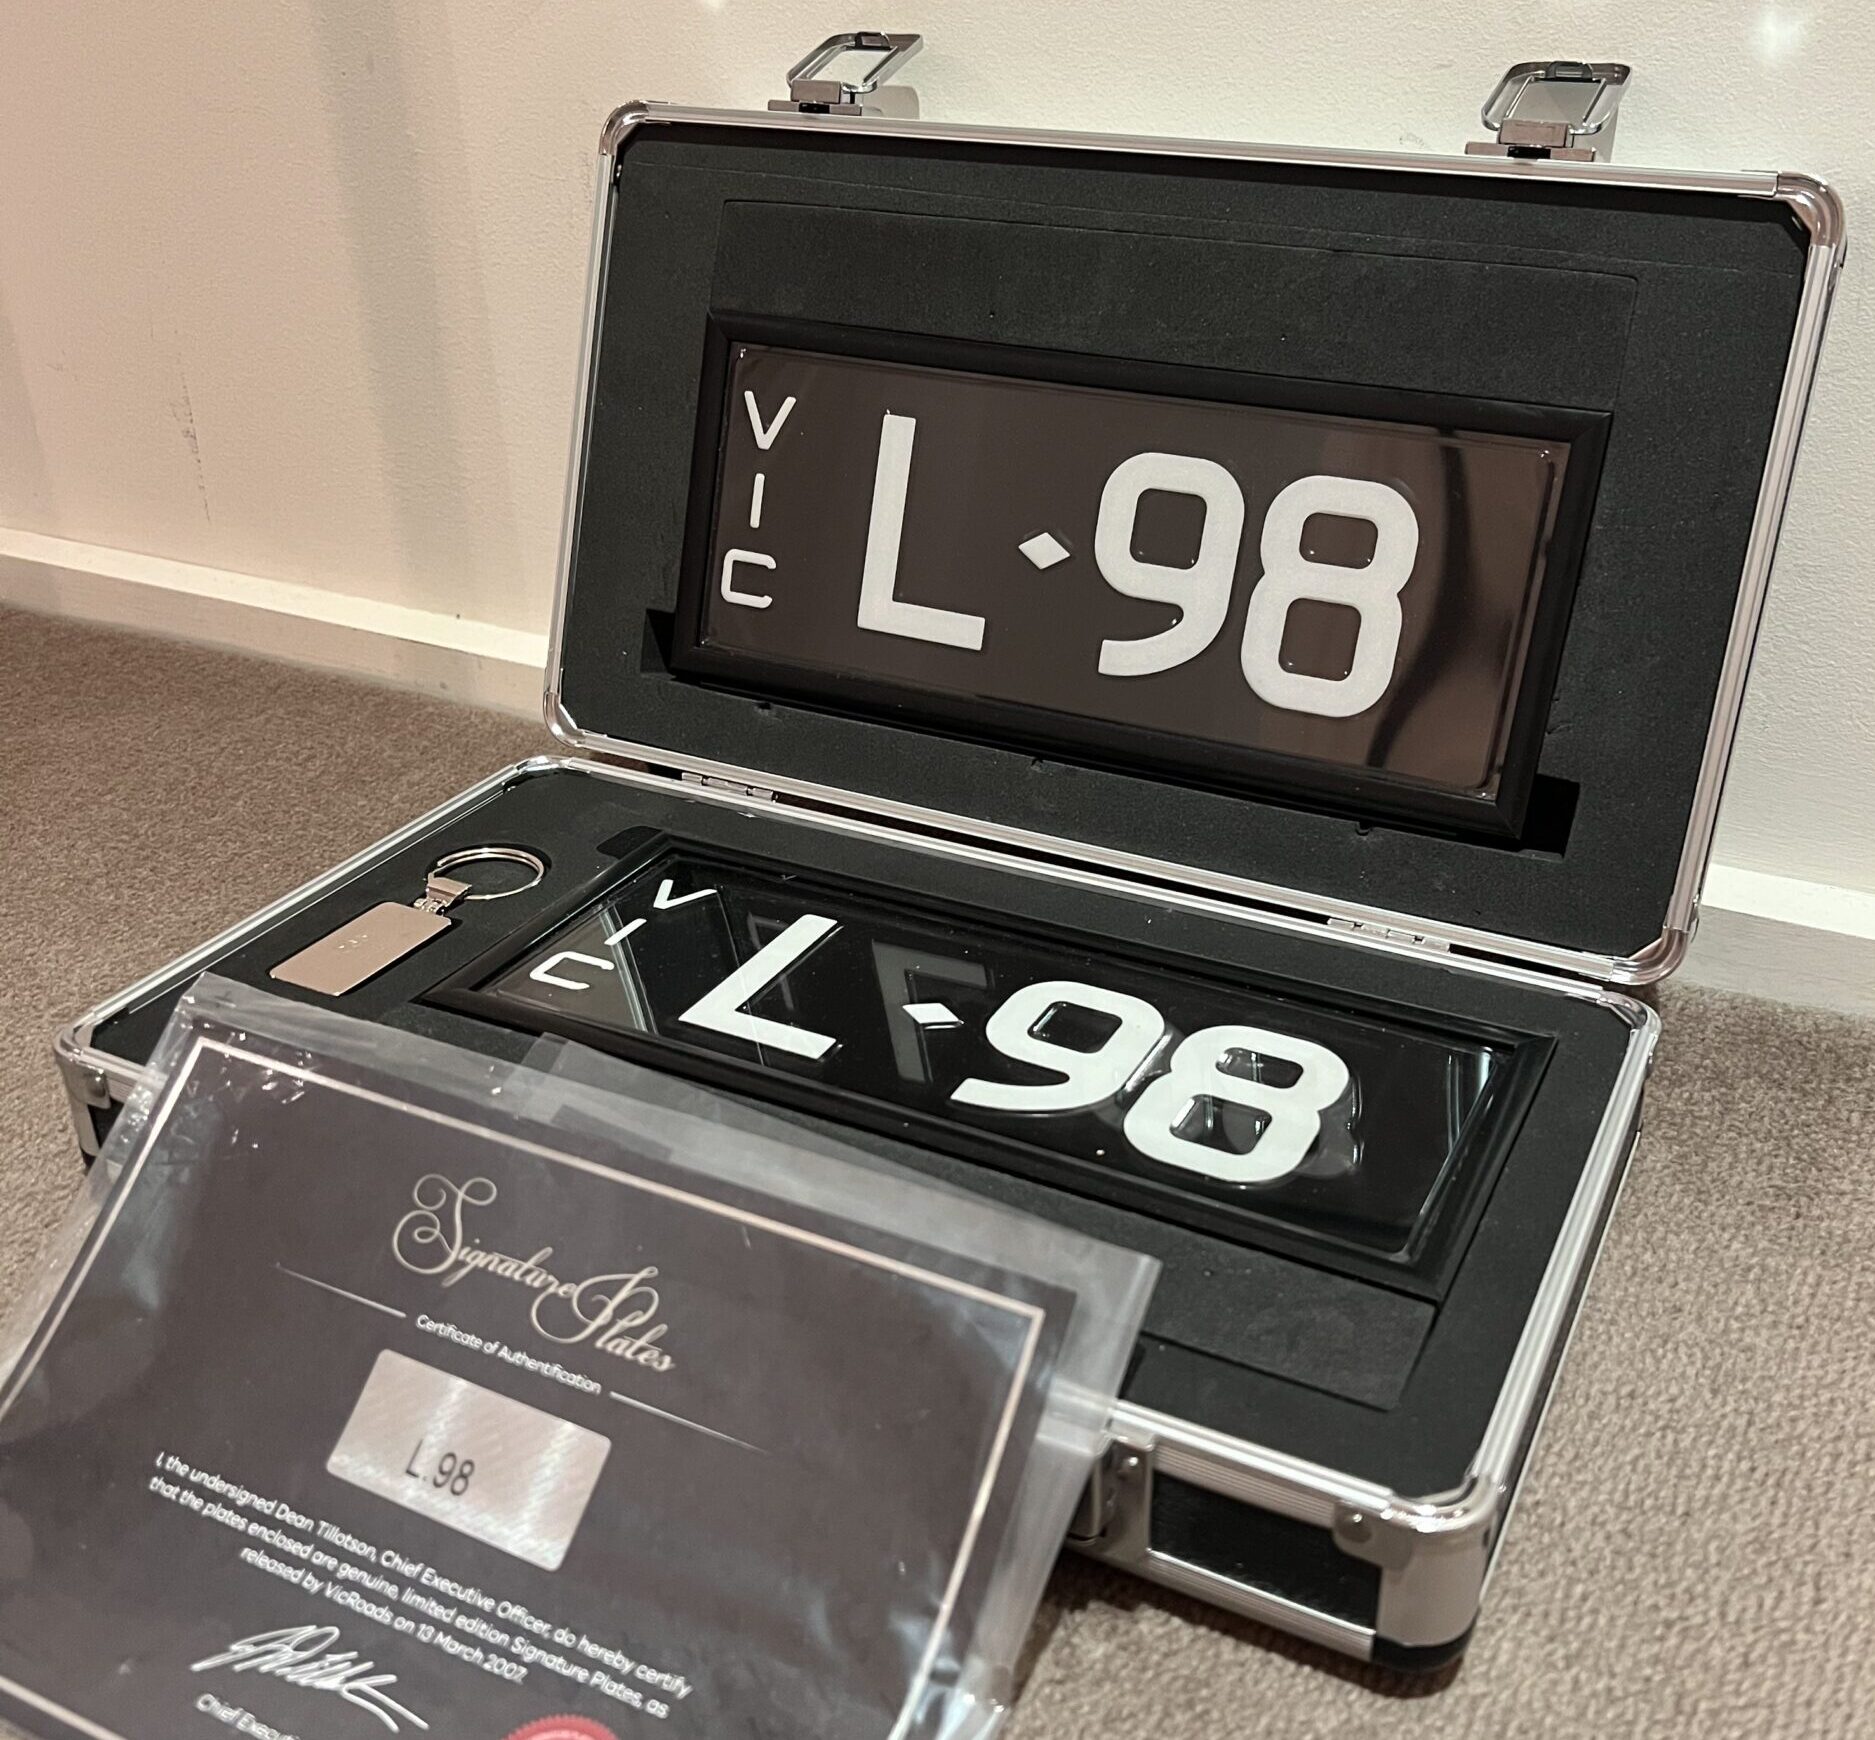 VIC
L◆98
VIC
L◆98
Signature Plates
Certificate of Authentification
L.98
I, the undersigned Dean Tillotson, Chief Executive Officer, do hereby certify
that the plates enclosed are genuine, limited edition Signature Plates, as
released by VicRoads on 13 March 2007.
Chief